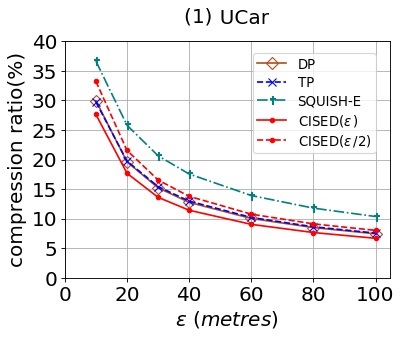 (1) UCar
compression ratio(%)
40
35
30
25
20
15
10
5
0
DP
TP
SQUISH-E
CISED(ε)
CISED(ε/2)
0 20 40 60 80 100
ε (metres)